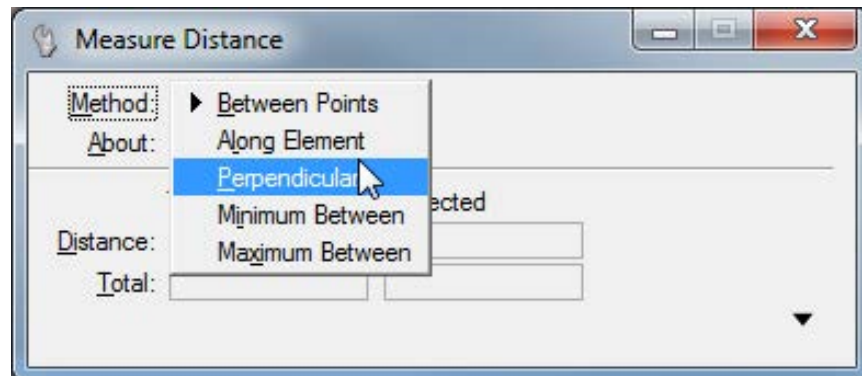 Measure Distance
Method:
Between Points
About:
Along Element
Perpendicular
Minimum Between
ected
Distance:
Maximum Between
Total: